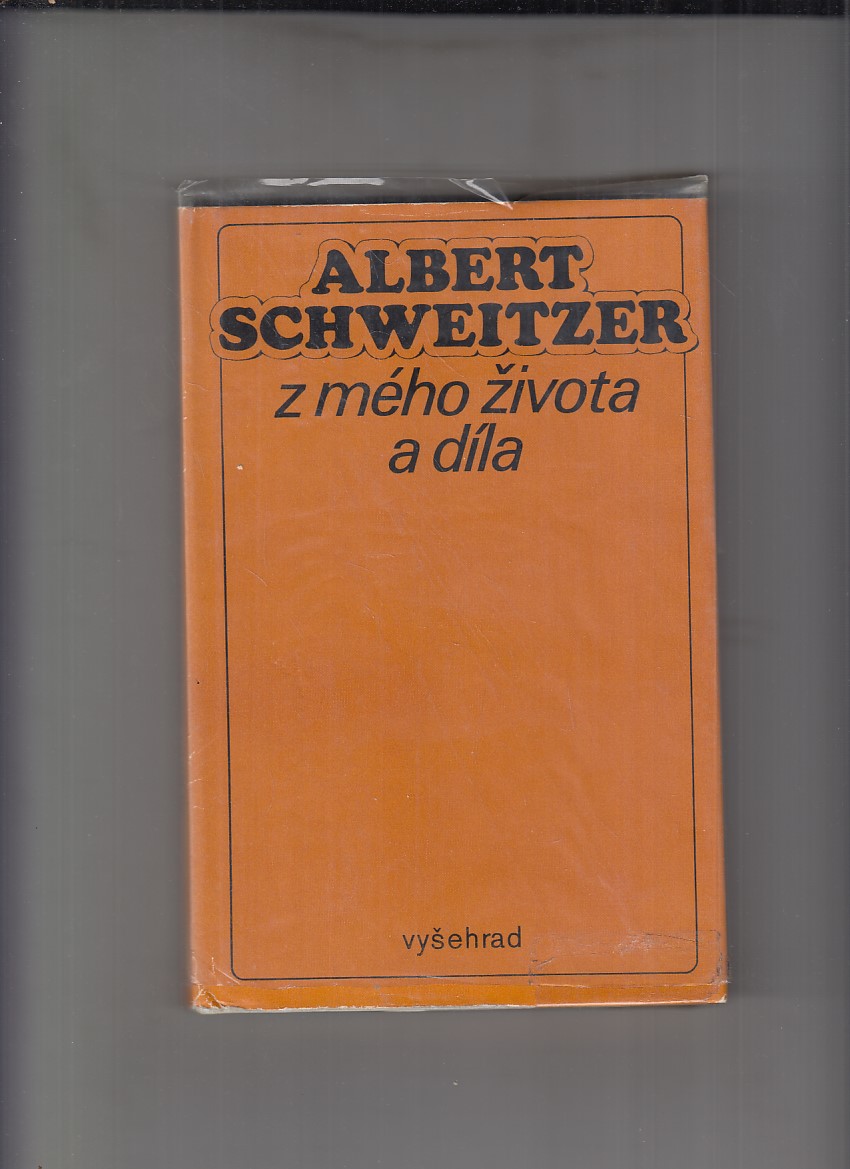 ALBERT
SCHWEITZER
z mého života
a díla
vyšehrad